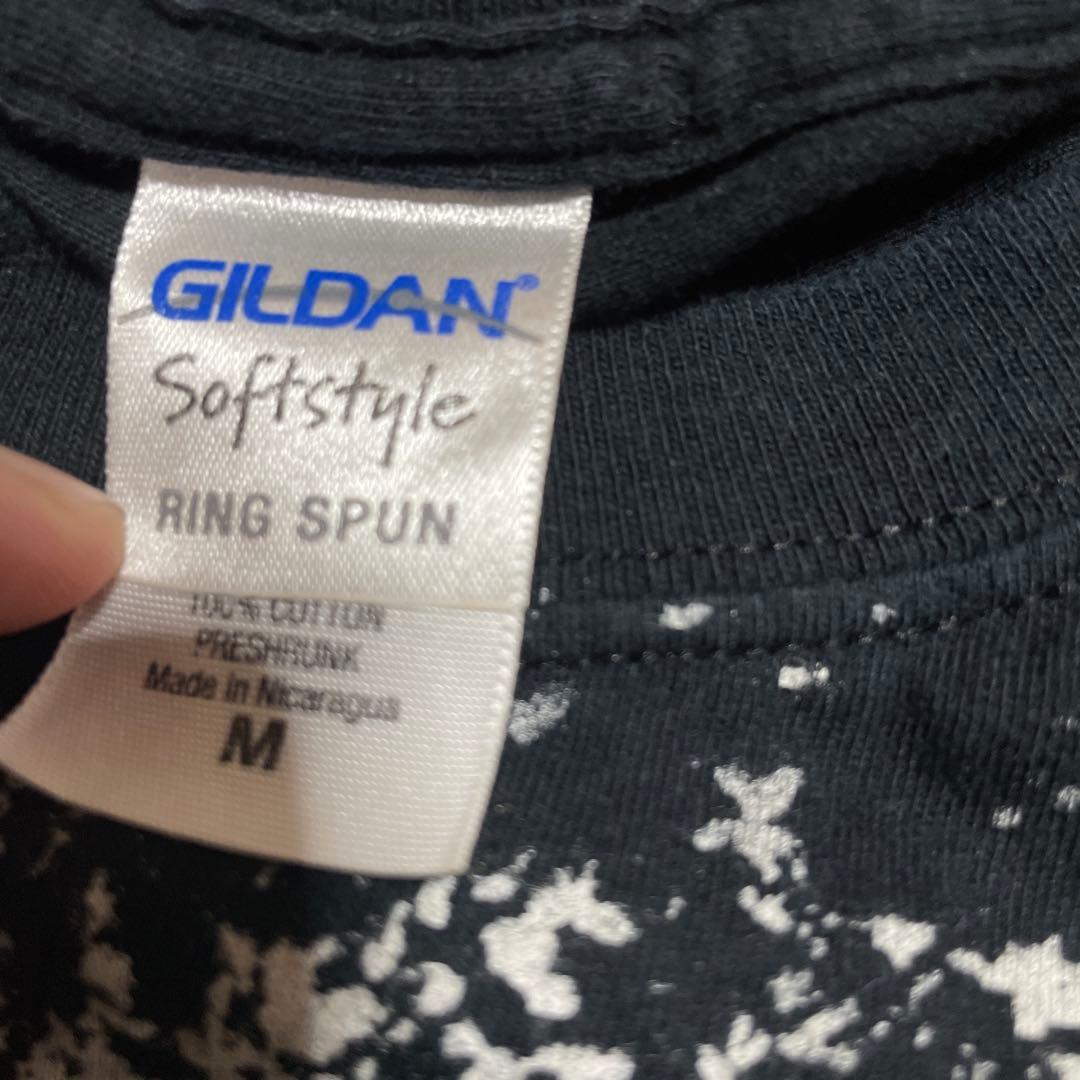 GILDAN®
Softstyle
RING SPUN
100% COTTON
PRESHRUNK
Made in Nicaragua
M